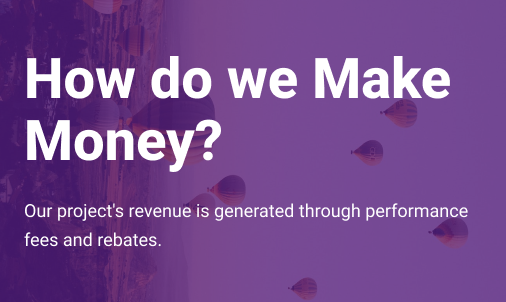 How do we Make
Money?
Our project's revenue is generated through performance
fees and rebates.